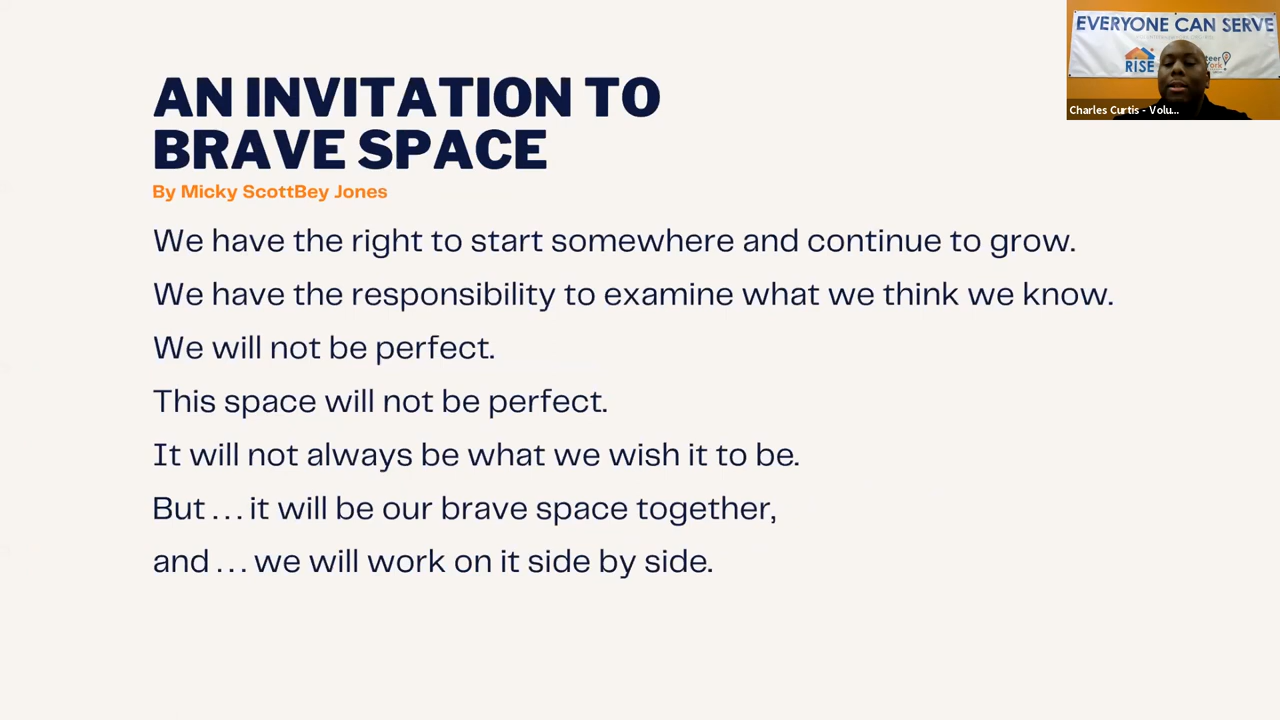 AN INVITATION TO
BRAVE SPACE
By Micky ScottBey Jones
We have the right to start somewhere and continue to grow.
We have the responsibility to examine what we think we know.
We will not be perfect.
This space will not be perfect.
It will not always be what we wish it to be.
But ... it will be our brave space together,
and ... we will work on it side by side.
EVERYONE CAN SERVE
RISE
Charles Curtis - Volu...